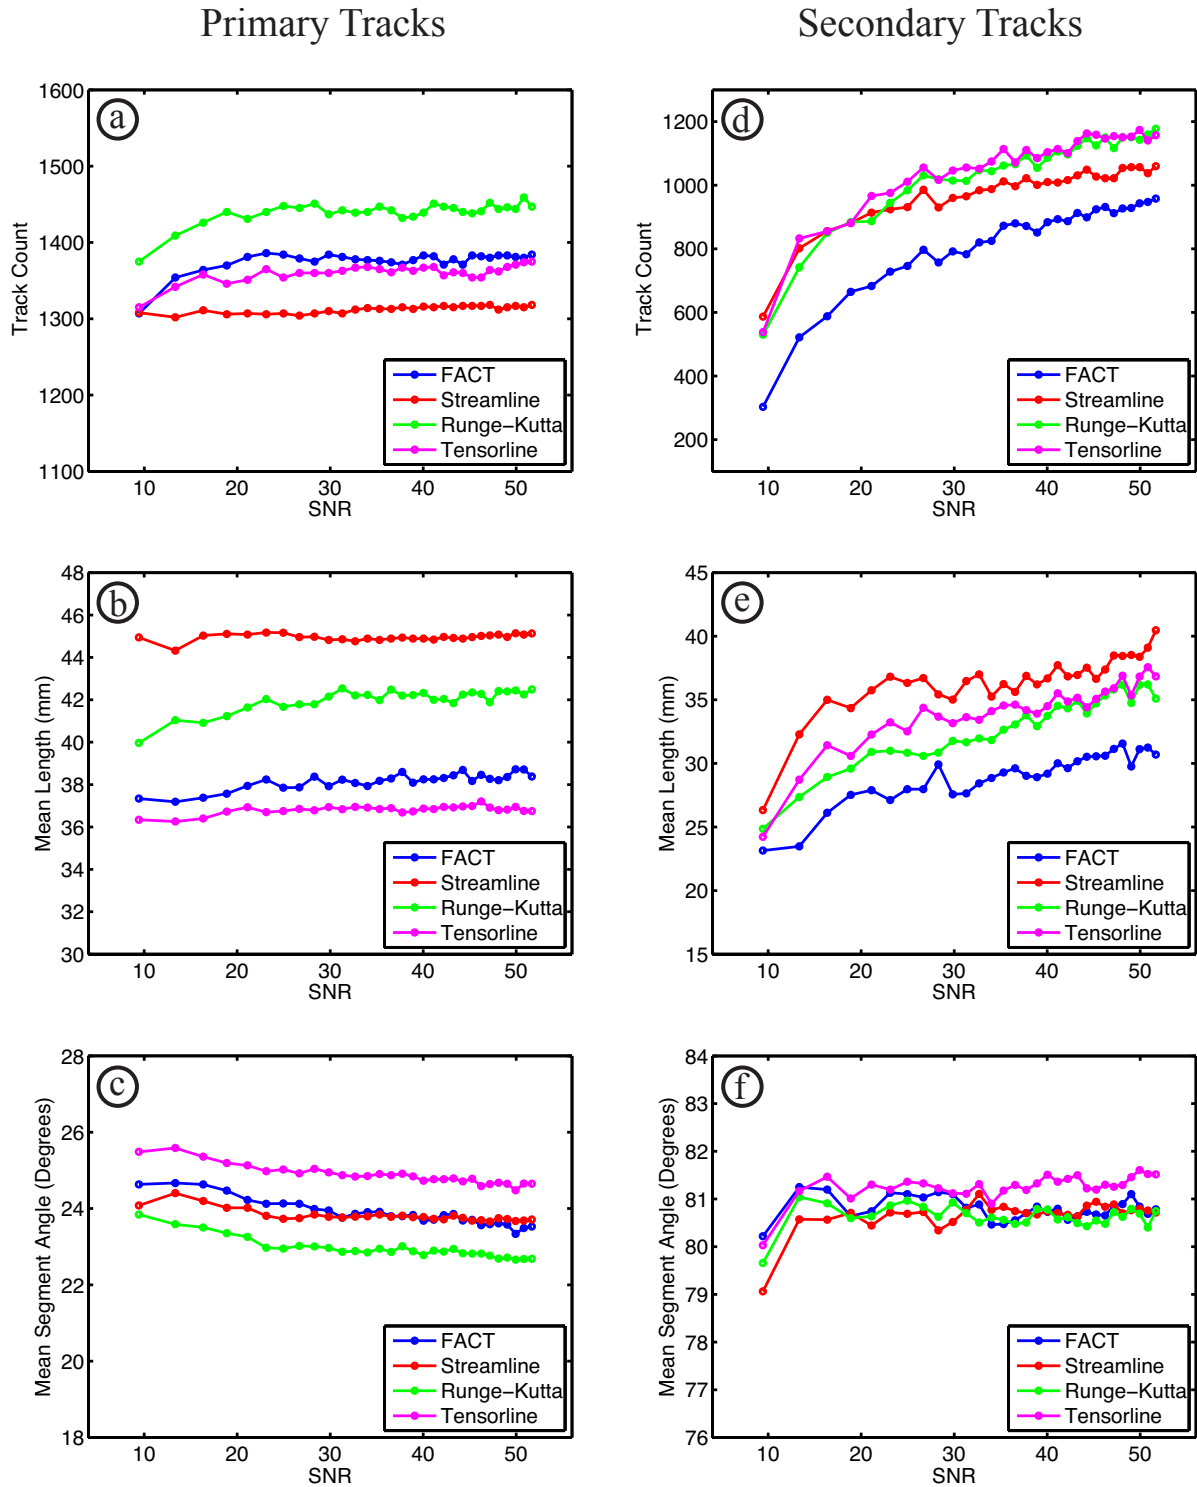 Primary Tracks
Secondary Tracks
a
1600
1500
1400
1300
1200
1100
Track Count
10 20 30 40 50
SNR
FACT
Streamline
Runge-Kutta
Tensorline
d
1200
1000
800
600
400
200
Track Count
10 20 30 40 50
SNR
FACT
Streamline
Runge-Kutta
Tensorline
b
48
46
44
42
40
38
36
34
32
30
Mean Length (mm)
10 20 30 40 50
SNR
FACT
Streamline
Runge-Kutta
Tensorline
e
45
40
35
30
25
20
15
Mean Length (mm)
10 20 30 40 50
SNR
FACT
Streamline
Runge-Kutta
Tensorline
c
28
26
24
22
20
18
Mean Segment Angle (Degrees)
10 20 30 40 50
SNR
FACT
Streamline
Runge-Kutta
Tensorline
f
84
83
82
81
80
79
78
77
76
Mean Segment Angle (Degrees)
10 20 30 40 50
SNR
FACT
Streamline
Runge-Kutta
Tensorline